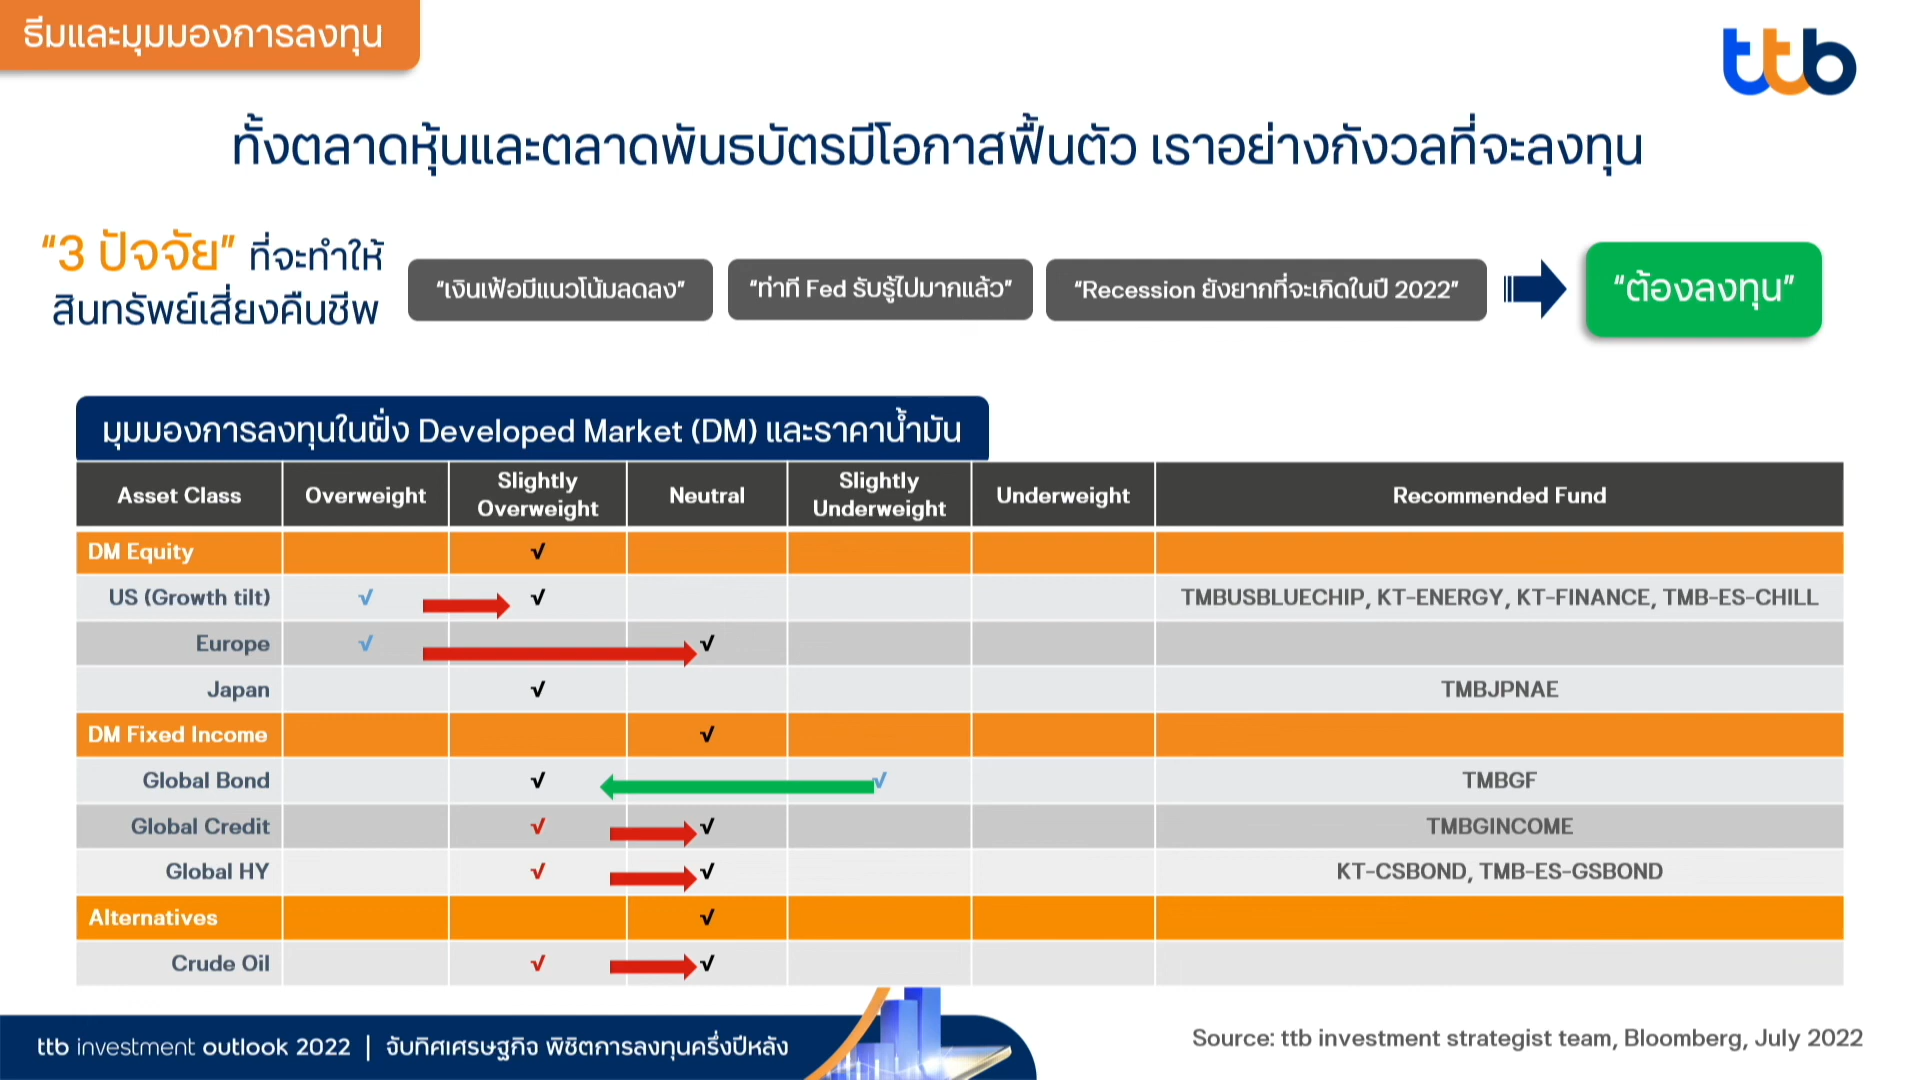 ธีมและมุมมองการลงทุน
ttb
ทั้งตลาดหุ้นและตลาดพันธบัตรมีโอกาสฟื้นตัว เราอย่างกังวลที่จะลงทุน
“3 ปัจจัย” ที่จะทำให้
สินทรัพย์เสี่ยงคืนชีพ
“เงินเฟ้อมีแนวโน้มลดลง”
“ท่าที Fed รับรู้ไปมากแล้ว”
“Recession ยังยากที่จะเกิดในปี 2022”
“ต้องลงทุน”
มุมมองการลงทุนในฝั่ง Developed Market (DM) และราคาน้ำมัน
Asset Class Overweight Slightly Overweight Neutral Slightly Underweight Underweight Recommended Fund
DM Equity √
US (Growth tilt) √ √ TMBUSBLUECHIP, KT-ENERGY, KT-FINANCE, TMB-ES-CHILL
Europe √ √
Japan √ TMBJPNAE
DM Fixed Income √
Global Bond √ √ TMBGF
Global Credit √ √ TMBGINCOME
Global HY √ √ KT-CSBOND, TMB-ES-GSBOND
Alternatives √
Crude Oil √ √
ttb investment outlook 2022 | จับทิศเศรษฐกิจ พิชิตการลงทุนครึ่งปีหลัง
Source: ttb investment strategist team, Bloomberg, July 2022